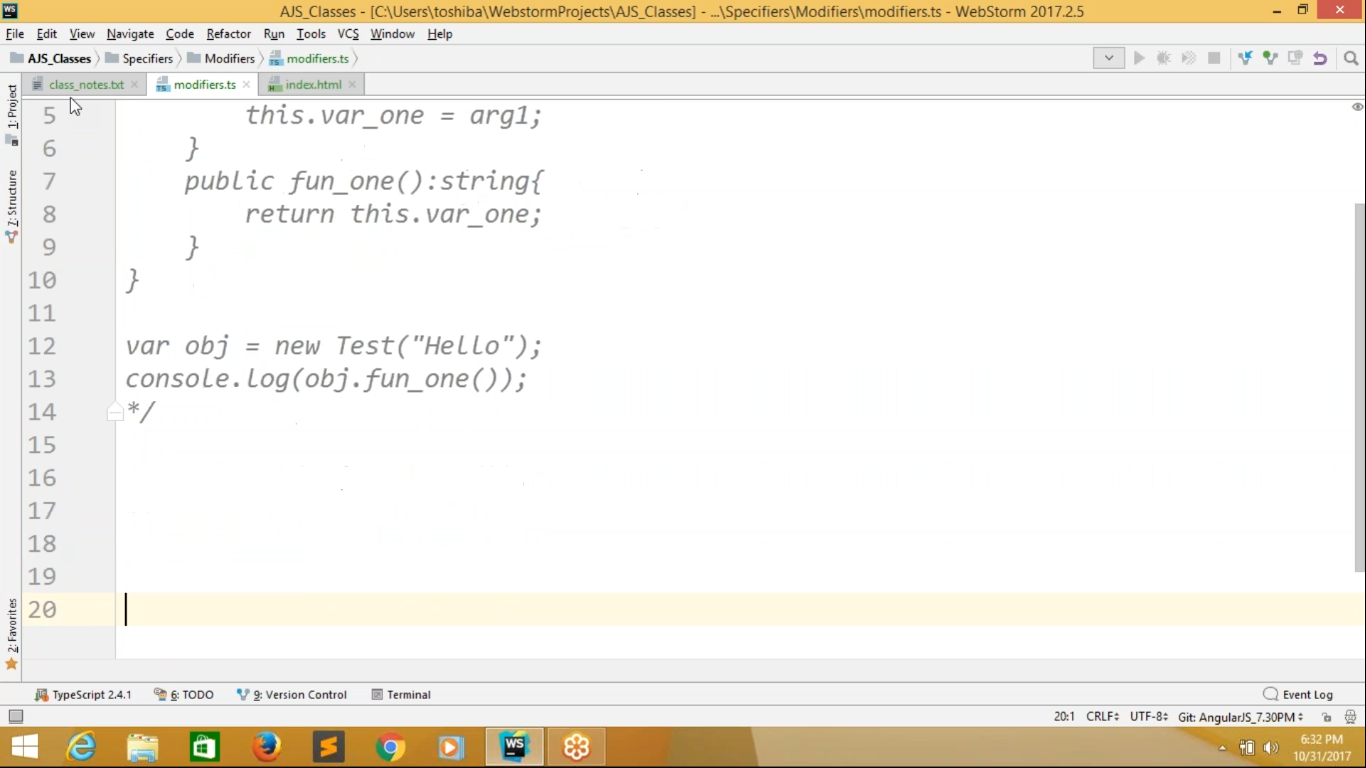 WS AJS_Classes - [C:\Users\toshiba\WebstormProjects\AJS_Classes] - ...\Specifiers\Modifiers\modifiers.ts - WebStorm 2017.2.5
File Edit View Navigate Code Refactor Run Tools VCS Window Help
AJS_Classes Specifiers Modifiers modifiers.ts
class_notes.txt modifiers.ts index.html
1: Project
7: Structure
2: Favorites
5 this.var_one = arg1;
6 }
7 public fun_one():string{
8 return this.var_one;
9 }
10 }
11
12 var obj = new Test("Hello");
13 console.log(obj.fun_one());
14 */
15
16
17
18
19
20
TypeScript 2.4.1 6: TODO 9: Version Control Terminal Event Log
20:1 CRLF UTF-8 Git: AngularJS_7.30PM
WS 6:32 PM
10/31/2017